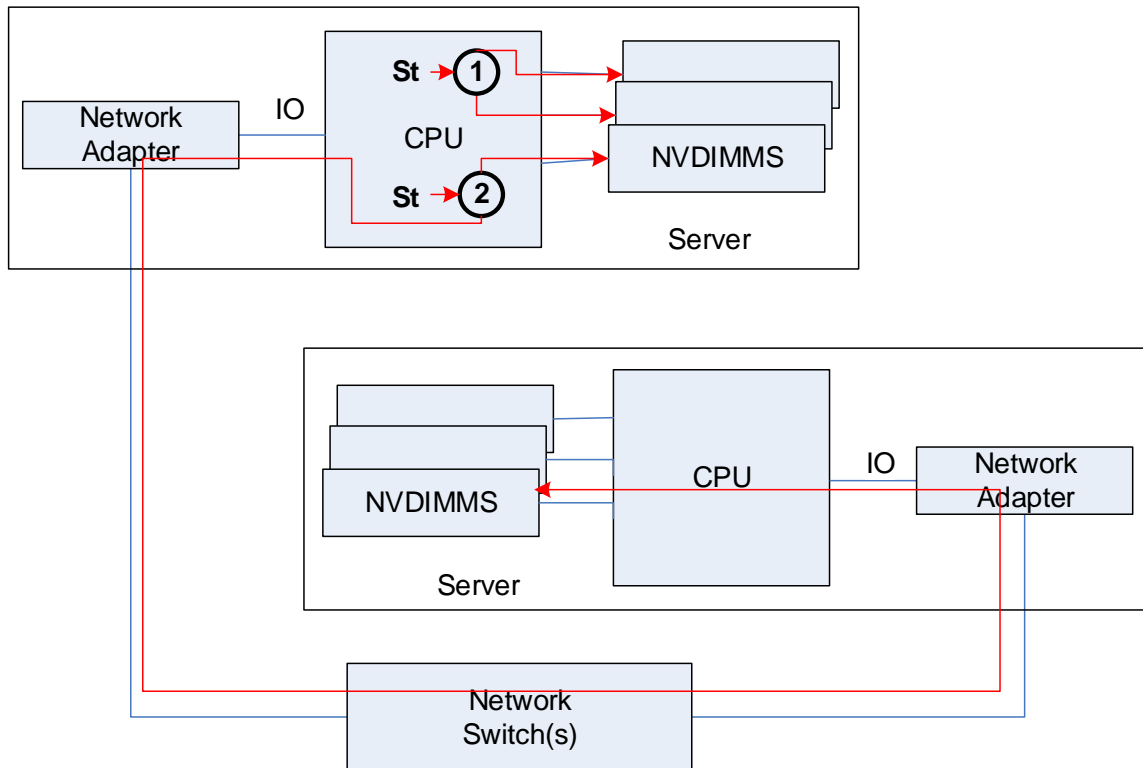 St
1
IO
Network
Adapter
CPU
NVDIMMS
St
2
Server
NVDIMMS
CPU
IO
Network
Adapter
Server
Network
Switch(s)